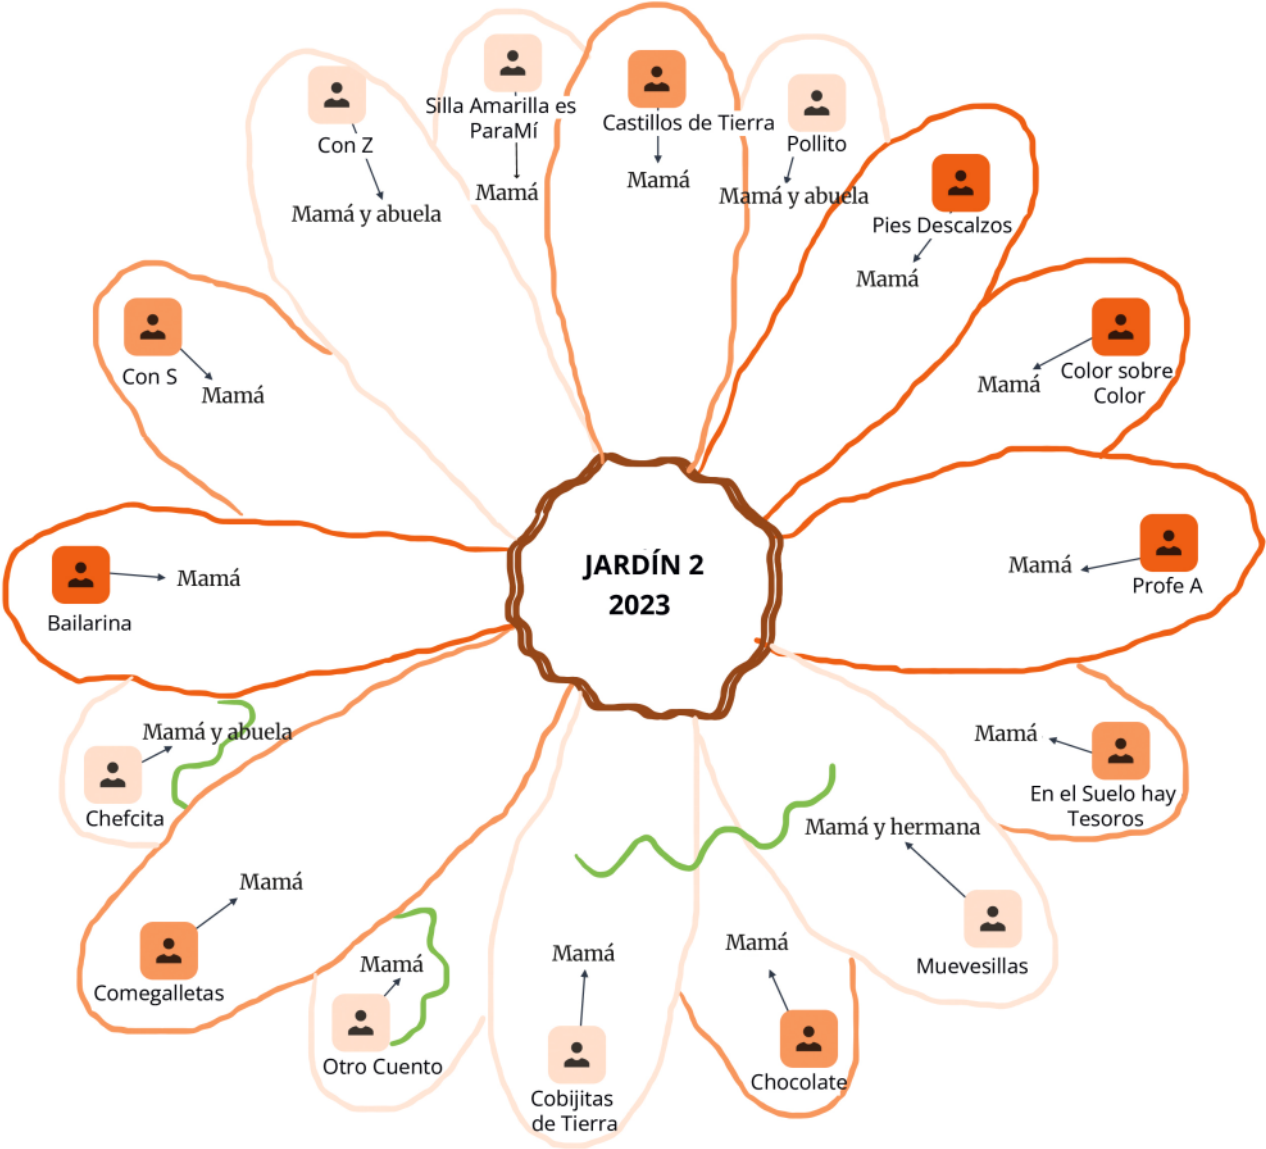 Silla Amarilla es
ParaMí
Mamá
Castillos de Tierra
Mamá
Pollito
Mamá y abuela
Con Z
Mamá y abuela
Pies Descalzos
Mamá
Con S
Mamá
Color sobre
Color
Mamá
JARDÍN 2
2023
Bailarina
Mamá
Profe A
Mamá
Mamá y abuela
Chefcita
Mamá
En el Suelo hay
Tesoros
Mamá y hermana
Muevesillas
Mamá
Comegalletas
Mamá
Otro Cuento
Mamá
Cobijitas
de Tierra
Mamá
Chocolate